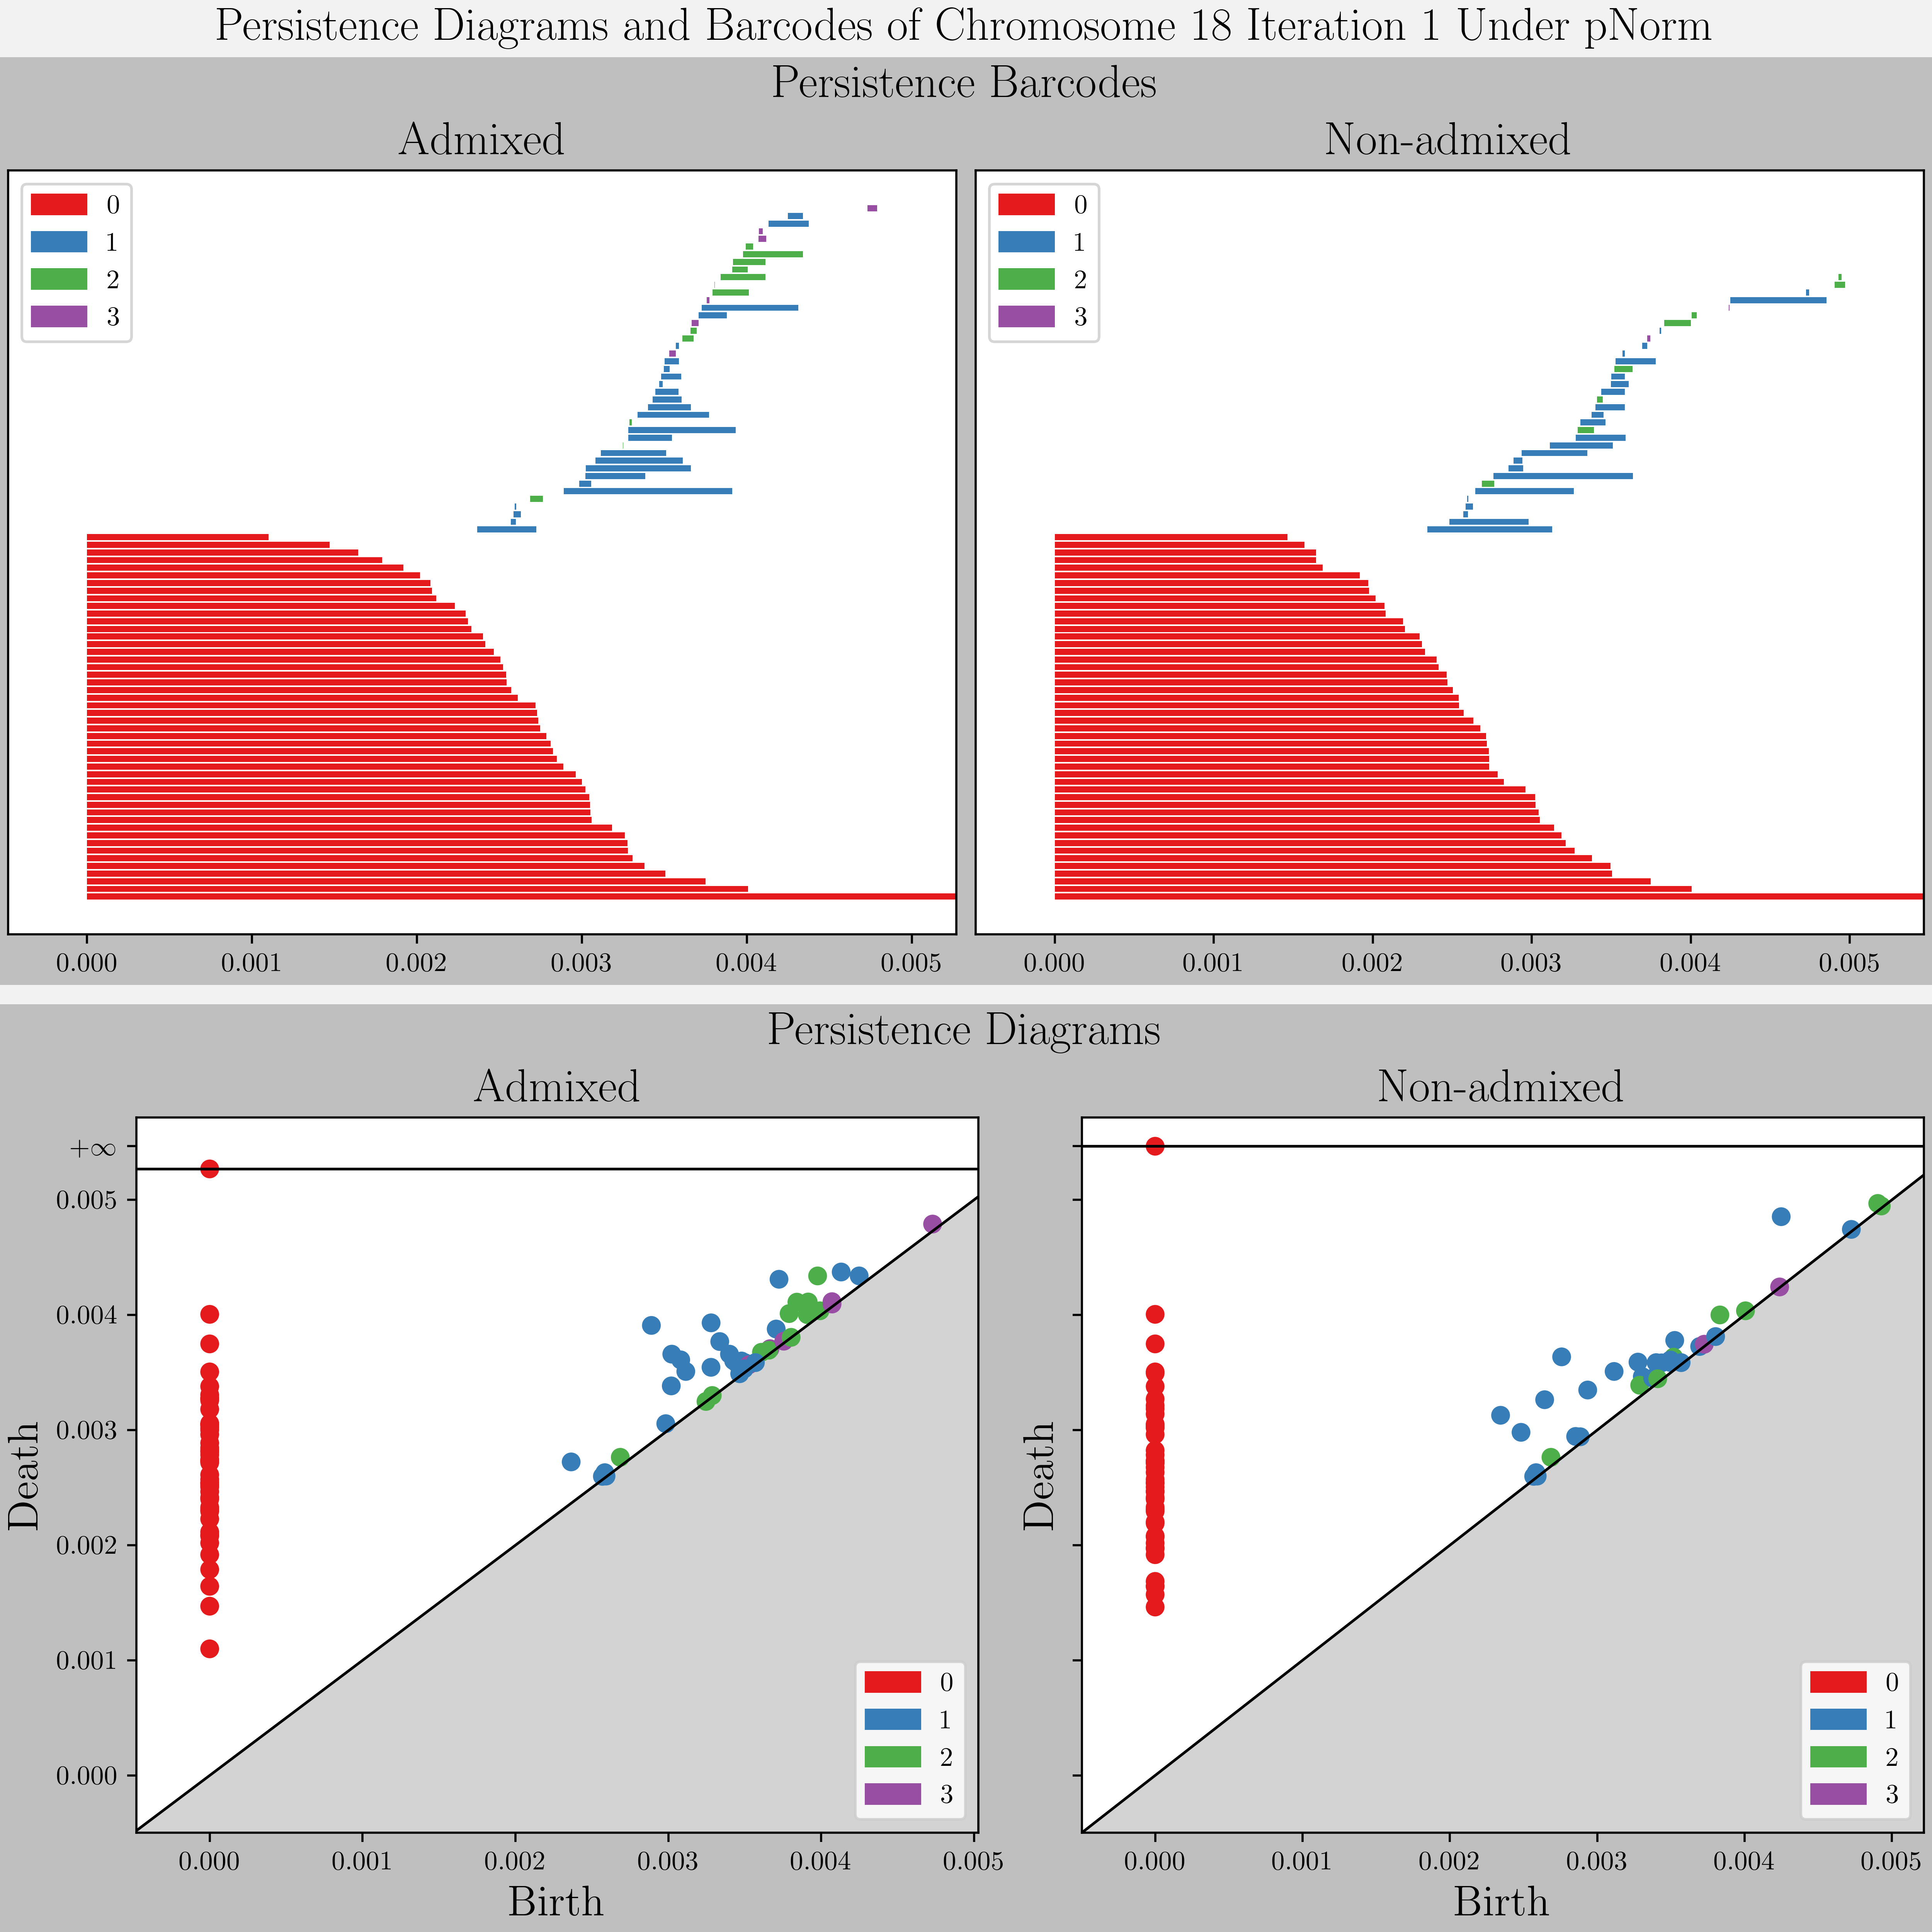 Persistence Diagrams and Barcodes of Chromosome 18 Iteration 1 Under pNorm
Persistence Barcodes
Admixed
Non-admixed
0
1
2
3
0
1
2
3
0.000 0.001 0.002 0.003 0.004 0.005
0.000 0.001 0.002 0.003 0.004 0.005
Persistence Diagrams
Admixed
Non-admixed
+∞
0.005
0.004
0.003
0.002
0.001
0.000
Death
0
1
2
3
0.000 0.001 0.002 0.003 0.004 0.005
Birth
Death
0
1
2
3
0.000 0.001 0.002 0.003 0.004 0.005
Birth